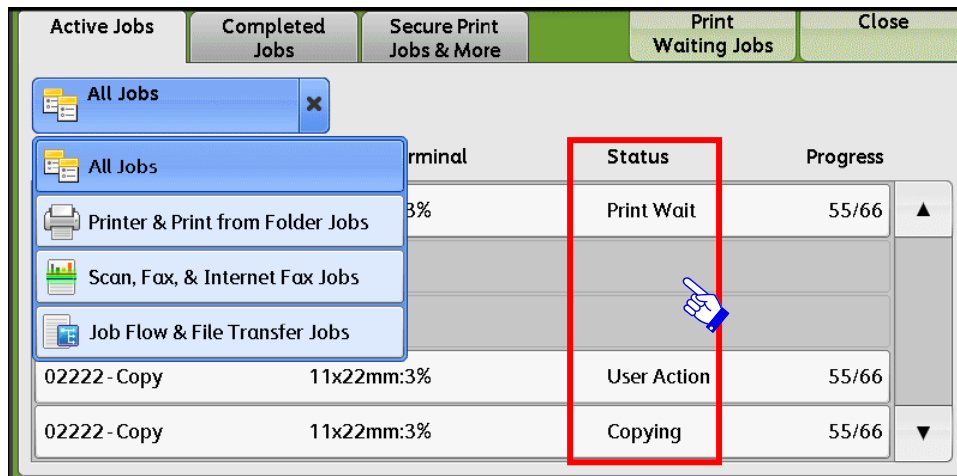 Active Jobs
Completed
Jobs
Secure Print
Jobs & More
Print
Waiting Jobs
Close
All Jobs
All Jobs
Printer & Print from Folder Jobs
Scan, Fax, & Internet Fax Jobs
Job Flow & File Transfer Jobs
rminal Status Progress
3% Print Wait 55/66
02222 - Copy 11x22mm:3% User Action 55/66
02222 - Copy 11x22mm:3% Copying 55/66